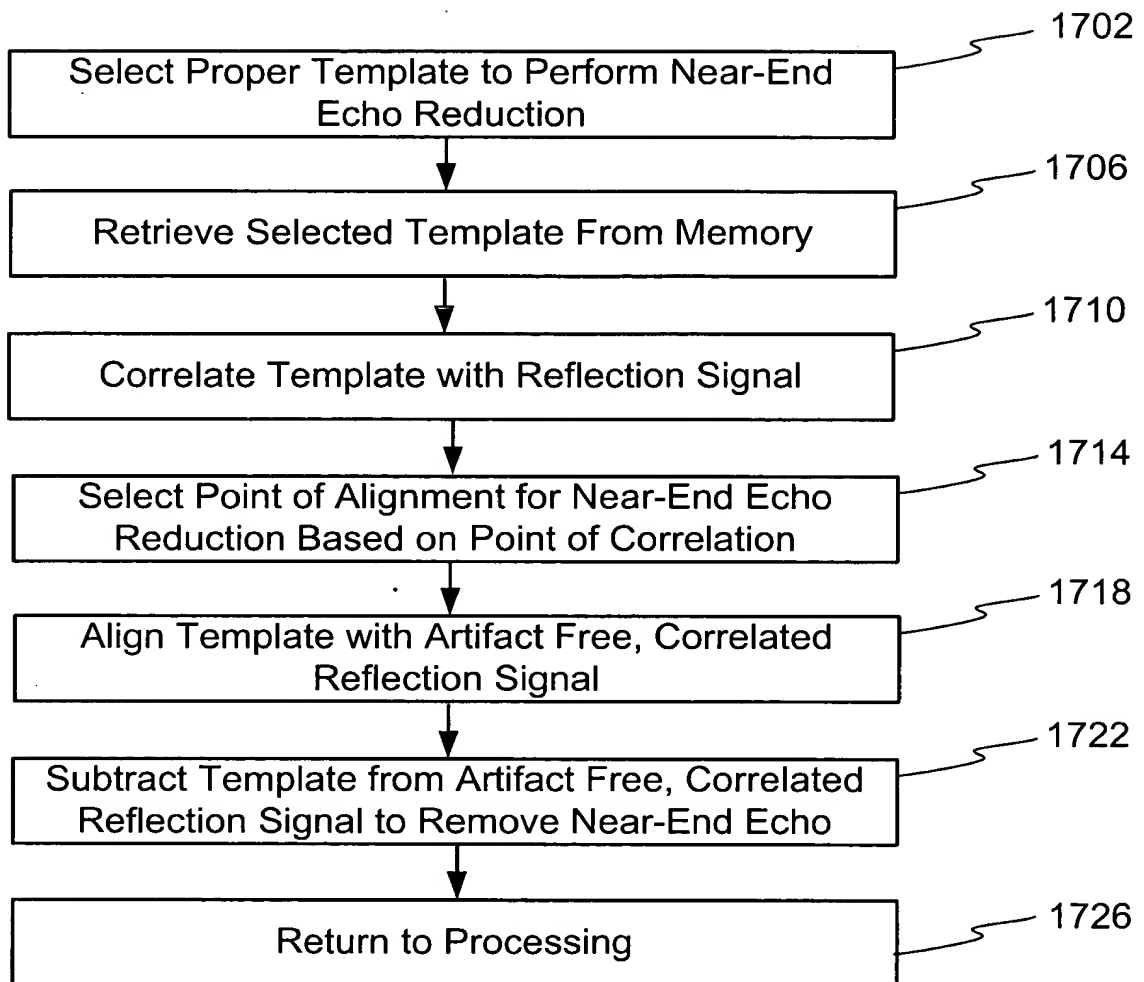 1702
Select Proper Template to Perform Near-End
Echo Reduction
1706
Retrieve Selected Template From Memory
1710
Correlate Template with Reflection Signal
1714
Select Point of Alignment for Near-End Echo
Reduction Based on Point of Correlation
1718
Align Template with Artifact Free, Correlated
Reflection Signal
1722
Subtract Template from Artifact Free, Correlated
Reflection Signal to Remove Near-End Echo
1726
Return to Processing